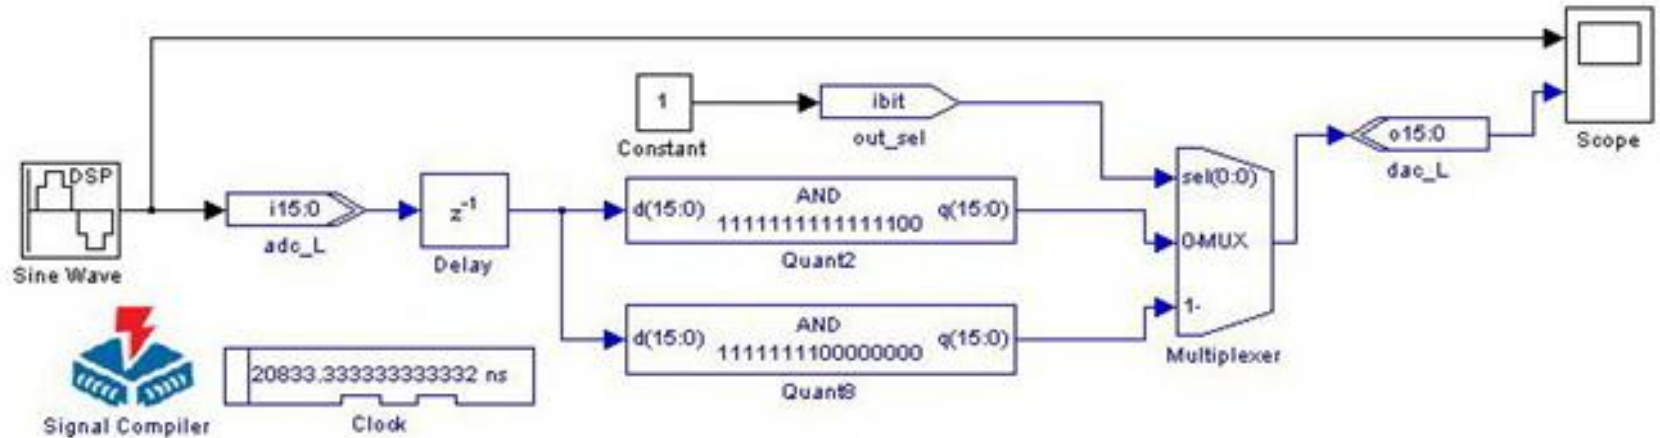 1
Constant
ibit
out_sel
Scope
o15:0
dac_L
DSP
Sine Wave
i15:0
adc_L
z-1
Delay
d(15:0)
AND
1111111111111100
q(15:0)
Quant2
d(15:0)
AND
1111111100000000
q(15:0)
Quant8
sel(0:0)
0-MUX
1-
Multiplexer
Signal Compiler
20833.333333333332 ns
Clock